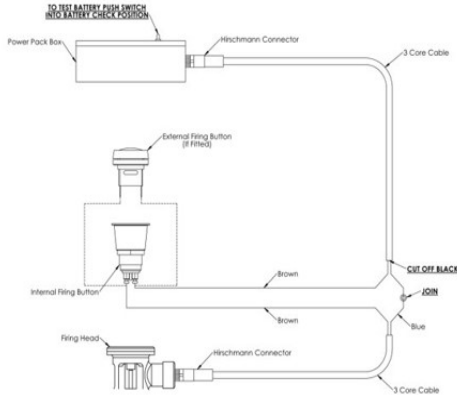 TO TEST BATTERY PUSH SWITCH
INTO BATTERY CHECK POSITION
Power Pack Box
Hirschmann Connector
3 Core Cable
External Firing Button
(If Fitted)
CUT OFF BLACK
Brown
Internal Firing Button
JOIN
Brown
Blue
Firing Head
Hirschmann Connector
3 Core Cable